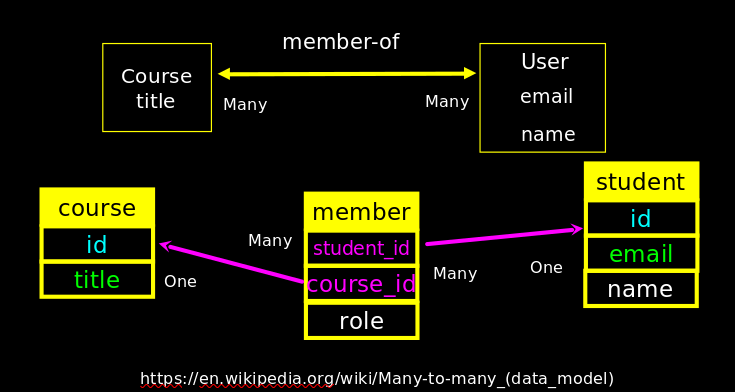 member-of
Course
title
Many
Many
User
email
name
course
id
title
One
Many
member
student_id
course_id
role
Many
One
student
id
email
name
https://en.wikipedia.org/wiki/Many-to-many_(data_model)